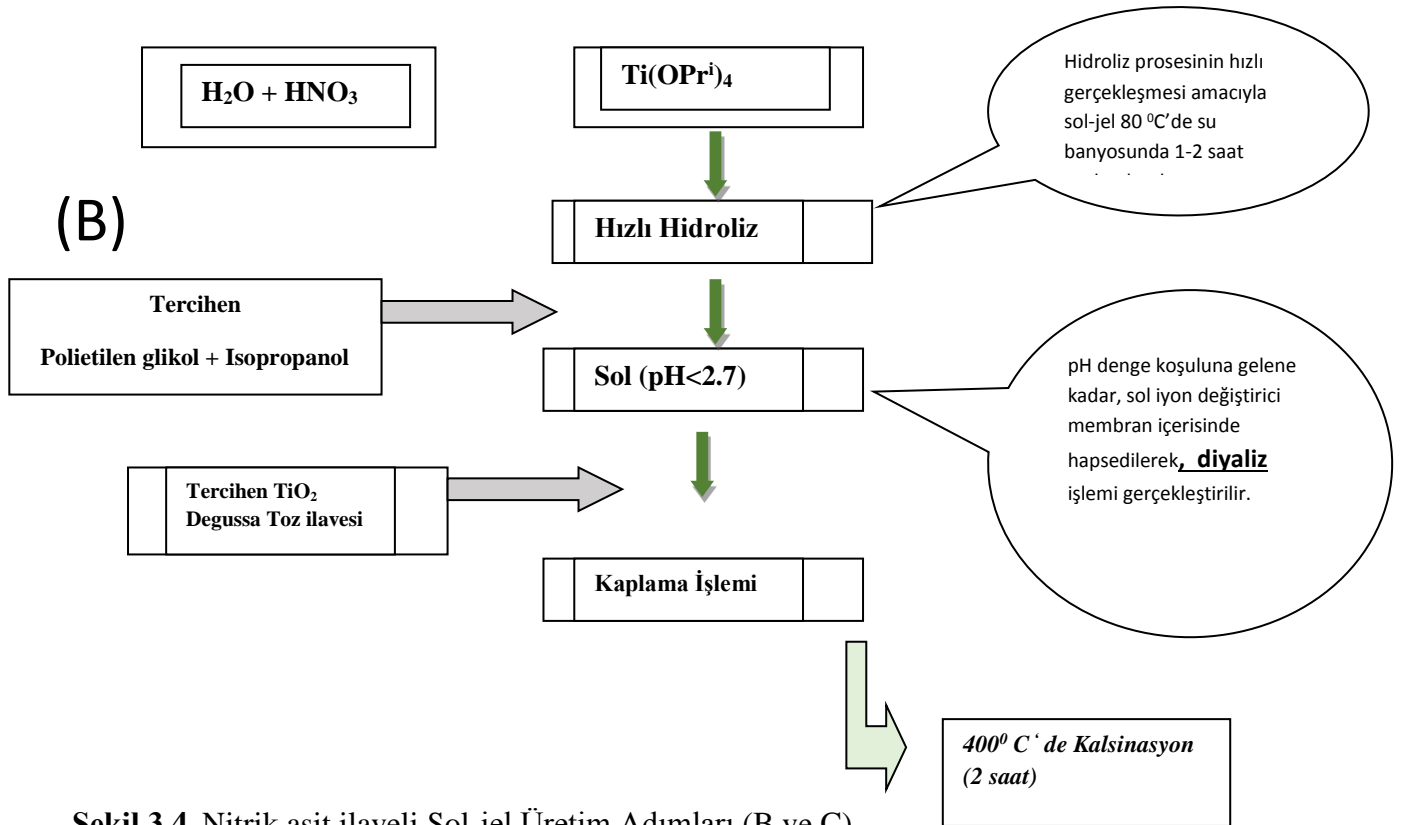 H₂O + HNO₃
Ti(OPrⁱ)₄
Hidroliz prosesinin hızlı
gerçekleşmesi amacıyla
sol-jel 80 ⁰C’de su
banyosunda 1-2 saat
(B)
Hızlı Hidroliz
Tercihen
Polietilen glikol + Isopropanol
Sol (pH<2.7)
pH denge koşuluna gelene
kadar, sol iyon değiştirici
membran içerisinde
hapsedilerek, diyaliz
işlemi gerçekleştirilir.
Tercihen TiO₂
Degussa Toz ilavesi
Kaplama İşlemi
400⁰ C ‘ de Kalsinasyon
(2 saat)
Şekil 3.4. Nitrik asit ilaveli Sol-jel Üretim Adımları (B ve C)